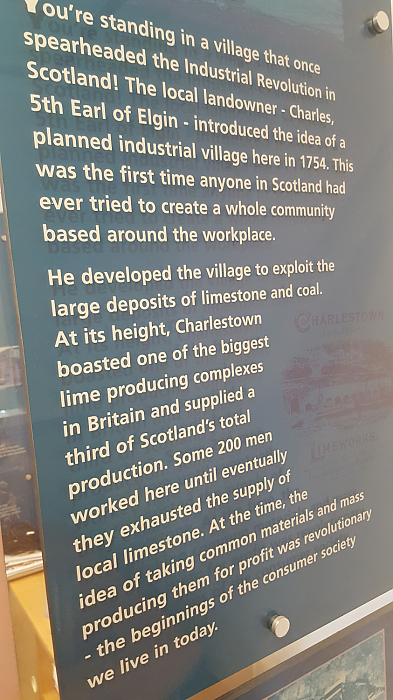 You're standing in a village that once
spearheaded the Industrial Revolution in
Scotland! The local landowner - Charles,
5th Earl of Elgin - introduced the idea of a
planned industrial village here in 1754. This
was the first time anyone in Scotland had
ever tried to create a whole community
based around the workplace.
He developed the village to exploit the
large deposits of limestone and coal.
At its height, Charlestown
boasted one of the biggest
lime producing complexes
in Britain and supplied a
third of Scotland's total
production. Some 200 men
worked here until eventually
they exhausted the supply of
local limestone. At the time, the
idea of taking common materials and mass
producing them for profit was revolutionary
- the beginnings of the consumer society
we live in today.
CHARLESTOWN
LIMEWORKS